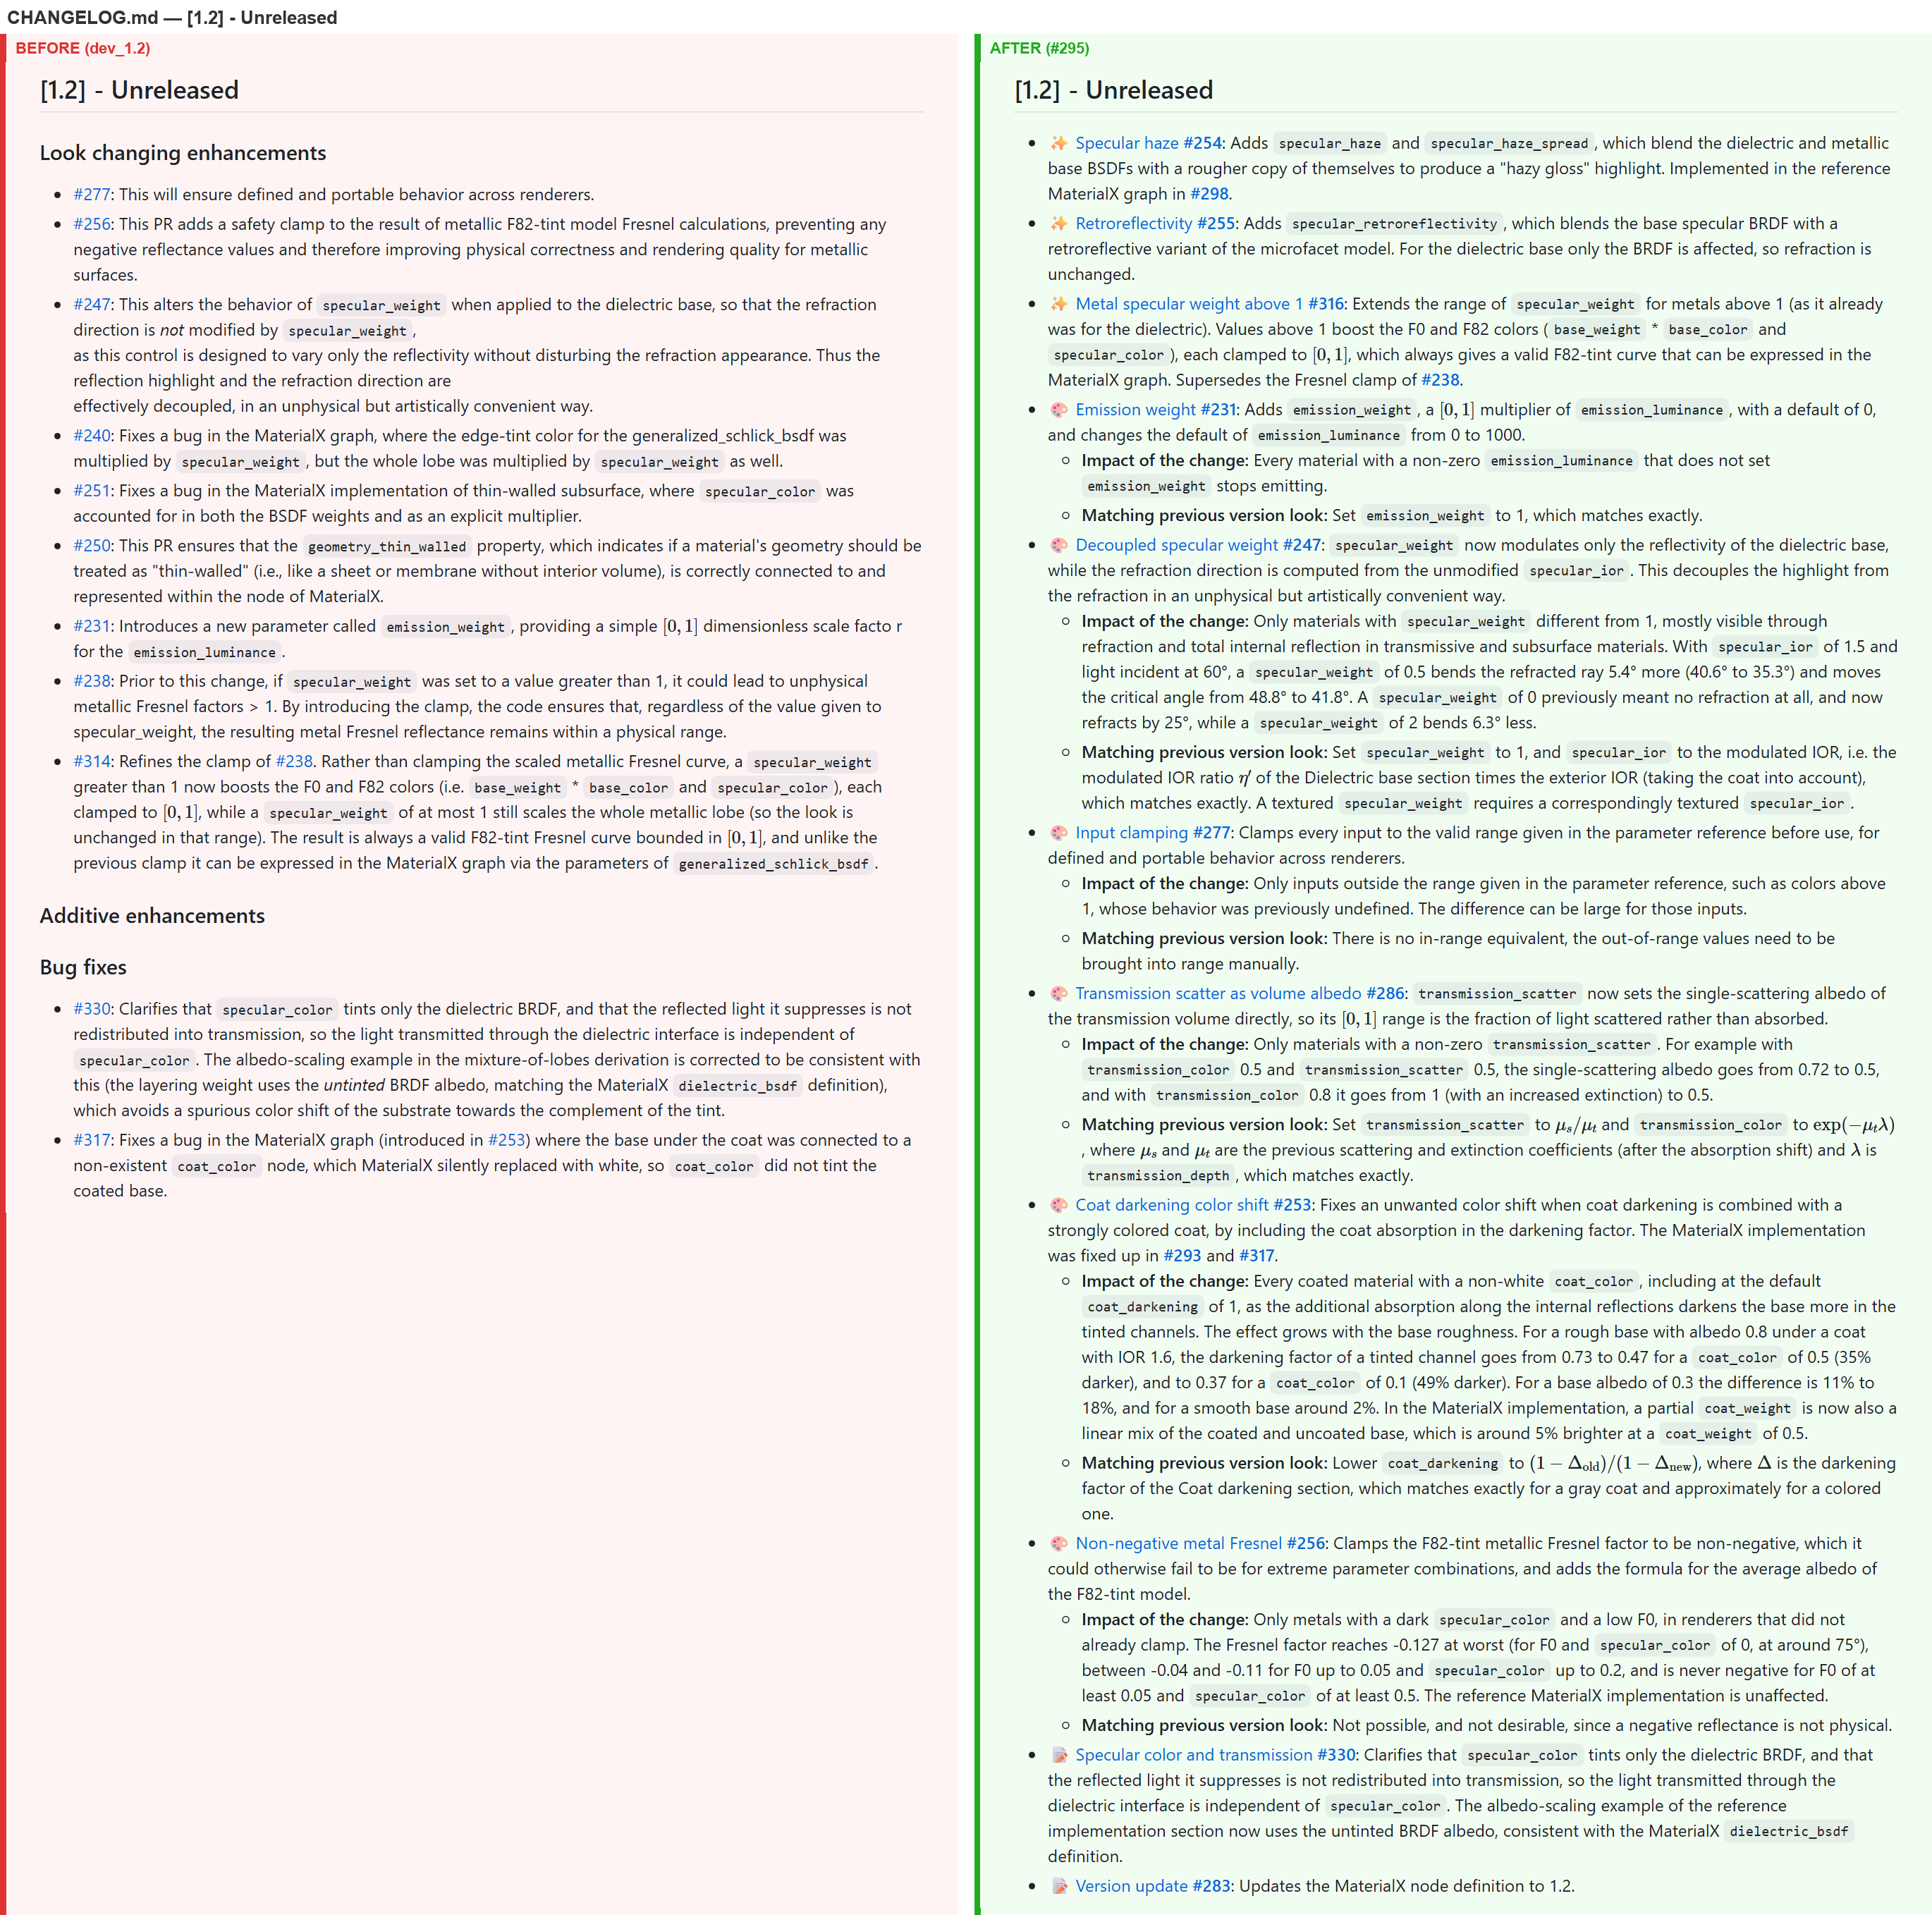 CHANGELOG.md — [1.2] - Unreleased
BEFORE (dev_1.2)
[1.2] - Unreleased
Look changing enhancements
• #277: This will ensure defined and portable behavior across renderers.
• #256: This PR adds a safety clamp to the result of metallic F82-tint model Fresnel calculations, preventing any
negative reflectance values and therefore improving physical correctness and rendering quality for metallic
surfaces.
• #247: This alters the behavior of specular_weight when applied to the dielectric base, so that the refraction
direction is not modified by specular_weight,
as this control is designed to vary only the reflectivity without disturbing the refraction appearance. Thus the
reflection highlight and the refraction direction are
effectively decoupled, in an unphysical but artistically convenient way.
• #240: Fixes a bug in the MaterialX graph, where the edge-tint color for the generalized_schlick_bsdf was
multiplied by specular_weight, but the whole lobe was multiplied by specular_weight as well.
• #251: Fixes a bug in the MaterialX implementation of thin-walled subsurface, where specular_color was
accounted for in both the BSDF weights and as an explicit multiplier.
• #250: This PR ensures that the geometry_thin_walled property, which indicates if a material's geometry should be
treated as "thin-walled" (i.e., like a sheet or membrane without interior volume), is correctly connected to and
represented within the node of MaterialX.
• #231: Introduces a new parameter called emission_weight, providing a simple [0, 1] dimensionless scale facto r
for the emission_luminance.
• #238: Prior to this change, if specular_weight was set to a value greater than 1, it could lead to unphysical
metallic Fresnel factors > 1. By introducing the clamp, the code ensures that, regardless of the value given to
specular_weight, the resulting metal Fresnel reflectance remains within a physical range.
• #314: Refines the clamp of #238. Rather than clamping the scaled metallic Fresnel curve, a specular_weight
greater than 1 now boosts the F0 and F82 colors (i.e. base_weight * base_color and specular_color), each
clamped to [0, 1], while a specular_weight of at most 1 still scales the whole metallic lobe (so the look is
unchanged in that range). The result is always a valid F82-tint Fresnel curve bounded in [0, 1], and unlike the
previous clamp it can be expressed in the MaterialX graph via the parameters of generalized_schlick_bsdf.
Additive enhancements
Bug fixes
• #330: Clarifies that specular_color tints only the dielectric BRDF, and that the reflected light it suppresses is not
redistributed into transmission, so the light transmitted through the dielectric interface is independent of
specular_color. The albedo-scaling example in the mixture-of-lobes derivation is corrected to be consistent with
this (the layering weight uses the untinted BRDF albedo, matching the MaterialX dielectric_bsdf definition),
which avoids a spurious color shift of the substrate towards the complement of the tint.
• #317: Fixes a bug in the MaterialX graph (introduced in #253) where the base under the coat was connected to a
non-existent coat_color node, which MaterialX silently replaced with white, so coat_color did not tint the
coated base.
AFTER (#295)
[1.2] - Unreleased
• ✨ Specular haze #254: Adds specular_haze and specular_haze_spread, which blend the dielectric and metallic
base BSDFs with a rougher copy of themselves to produce a "hazy gloss" highlight. Implemented in the reference
MaterialX graph in #298.
• ✨ Retroreflectivity #255: Adds specular_retroreflectivity, which blends the base specular BRDF with a
retroreflective variant of the microfacet model. For the dielectric base only the BRDF is affected, so refraction is
unchanged.
• ✨ Metal specular weight above 1 #316: Extends the range of specular_weight for metals above 1 (as it already
was for the dielectric). Values above 1 boost the F0 and F82 colors (base_weight * base_color and
specular_color), each clamped to [0, 1], which always gives a valid F82-tint curve that can be expressed in the
MaterialX graph. Supersedes the Fresnel clamp of #238.
• 🎨 Emission weight #231: Adds emission_weight, a [0, 1] multiplier of emission_luminance, with a default of 0,
and changes the default of emission_luminance from 0 to 1000.
◦ Impact of the change: Every material with a non-zero emission_luminance that does not set
emission_weight stops emitting.
◦ Matching previous version look: Set emission_weight to 1, which matches exactly.
• 🎨 Decoupled specular weight #247: specular_weight now modulates only the reflectivity of the dielectric base,
while the refraction direction is computed from the unmodified specular_ior. This decouples the highlight from
the refraction in an unphysical but artistically convenient way.
◦ Impact of the change: Only materials with specular_weight different from 1, mostly visible through
refraction and total internal reflection in transmissive and subsurface materials. With specular_ior of 1.5 and
light incident at 60°, a specular_weight of 0.5 bends the refracted ray 5.4° more (40.6° to 35.3°) and moves
the critical angle from 48.8° to 41.8°. A specular_weight of 0 previously meant no refraction at all, and now
refracts by 25°, while a specular_weight of 2 bends 6.3° less.
◦ Matching previous version look: Set specular_weight to 1, and specular_ior to the modulated IOR, i.e. the
modulated IOR ratio η′ of the Dielectric base section times the exterior IOR (taking the coat into account),
which matches exactly. A textured specular_weight requires a correspondingly textured specular_ior.
• 🎨 Input clamping #277: Clamps every input to the valid range given in the parameter reference before use, for
defined and portable behavior across renderers.
◦ Impact of the change: Only inputs outside the range given in the parameter reference, such as colors above
1, whose behavior was previously undefined. The difference can be large for those inputs.
◦ Matching previous version look: There is no in-range equivalent, the out-of-range values need to be
brought into range manually.
• 🎨 Transmission scatter as volume albedo #286: transmission_scatter now sets the single-scattering albedo of
the transmission volume directly, so its [0, 1] range is the fraction of light scattered rather than absorbed.
◦ Impact of the change: Only materials with a non-zero transmission_scatter. For example with
transmission_color 0.5 and transmission_scatter 0.5, the single-scattering albedo goes from 0.72 to 0.5,
and with transmission_color 0.8 it goes from 1 (with an increased extinction) to 0.5.
◦ Matching previous version look: Set transmission_scatter to μs/μt and transmission_color to exp(−μtλ)
, where μs and μt are the previous scattering and extinction coefficients (after the absorption shift) and λ is
transmission_depth, which matches exactly.
• 🎨 Coat darkening color shift #253: Fixes an unwanted color shift when coat darkening is combined with a
strongly colored coat, by including the coat absorption in the darkening factor. The MaterialX implementation
was fixed up in #293 and #317.
◦ Impact of the change: Every coated material with a non-white coat_color, including at the default
coat_darkening of 1, as the additional absorption along the internal reflections darkens the base more in the
tinted channels. The effect grows with the base roughness. For a rough base with albedo 0.8 under a coat
with IOR 1.6, the darkening factor of a tinted channel goes from 0.73 to 0.47 for a coat_color of 0.5 (35%
darker), and to 0.37 for a coat_color of 0.1 (49% darker). For a base albedo of 0.3 the difference is 11% to
18%, and for a smooth base around 2%. In the MaterialX implementation, a partial coat_weight is now also a
linear mix of the coated and uncoated base, which is around 5% brighter at a coat_weight of 0.5.
◦ Matching previous version look: Lower coat_darkening to (1 − Δold)/(1 − Δnew), where Δ is the darkening
factor of the Coat darkening section, which matches exactly for a gray coat and approximately for a colored
one.
• 🎨 Non-negative metal Fresnel #256: Clamps the F82-tint metallic Fresnel factor to be non-negative, which it
could otherwise fail to be for extreme parameter combinations, and adds the formula for the average albedo of
the F82-tint model.
◦ Impact of the change: Only metals with a dark specular_color and a low F0, in renderers that did not
already clamp. The Fresnel factor reaches -0.127 at worst (for F0 and specular_color of 0, at around 75°),
between -0.04 and -0.11 for F0 up to 0.05 and specular_color up to 0.2, and is never negative for F0 of at
least 0.05 and specular_color of at least 0.5. The reference MaterialX implementation is unaffected.
◦ Matching previous version look: Not possible, and not desirable, since a negative reflectance is not physical.
• 📝 Specular color and transmission #330: Clarifies that specular_color tints only the dielectric BRDF, and that
the reflected light it suppresses is not redistributed into transmission, so the light transmitted through the
dielectric interface is independent of specular_color. The albedo-scaling example of the reference
implementation section now uses the untinted BRDF albedo, consistent with the MaterialX dielectric_bsdf
definition.
• 📝 Version update #283: Updates the MaterialX node definition to 1.2.